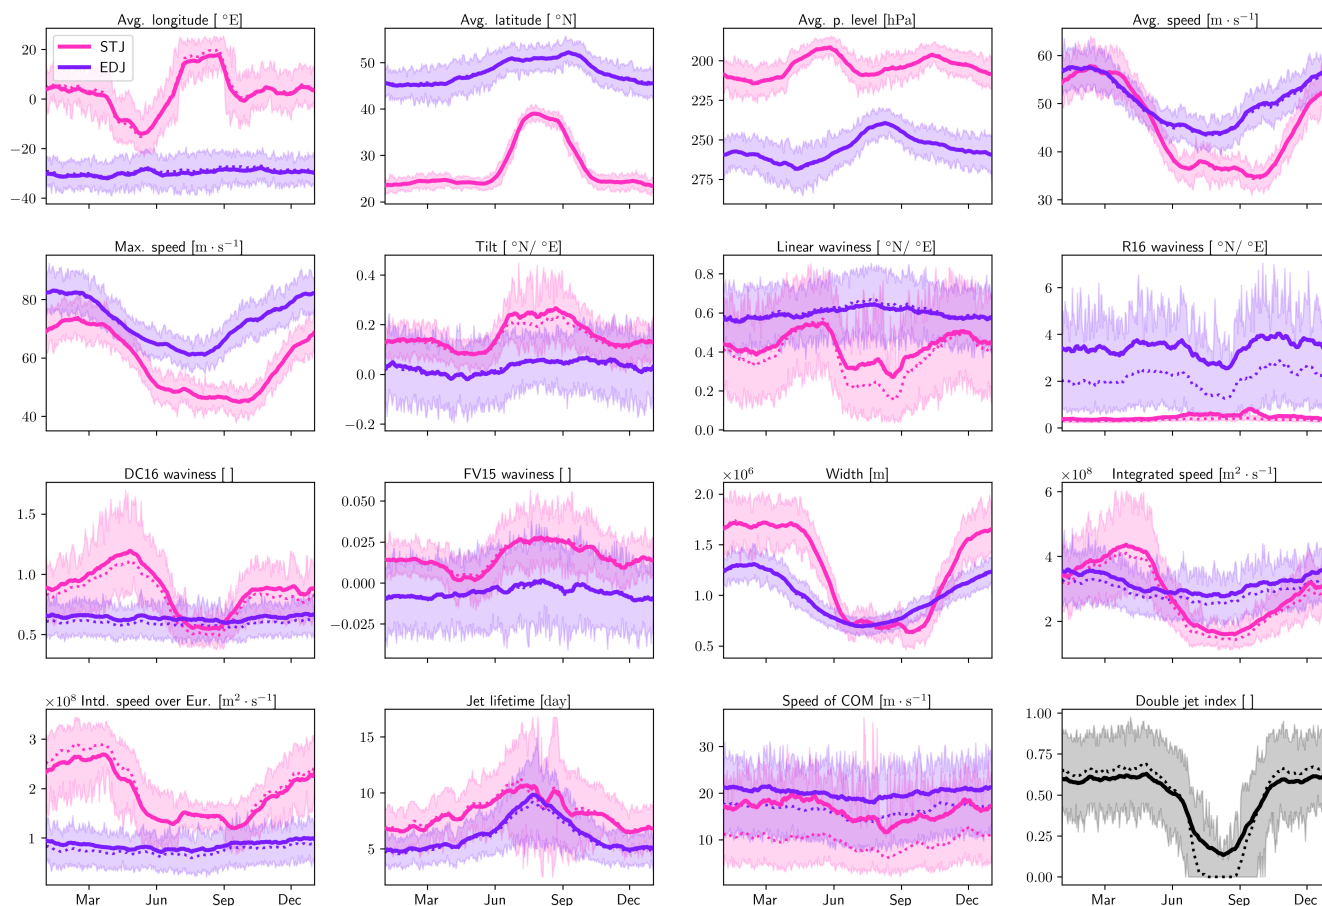 Avg. longitude [ °E]
Avg. latitude [ °N]
Avg. p. level [hPa]
Avg. speed [m · s⁻¹]
STJ
EDJ
20
0
−20
−40
50
40
30
20
200
225
250
275
60
50
40
30
Max. speed [m · s⁻¹]
Tilt [ °N/ °E]
Linear waviness [ °N/ °E]
R16 waviness [ °N/ °E]
80
60
40
0.4
0.2
0.0
−0.2
0.8
0.6
0.4
0.2
0.0
6
4
2
0
DC16 waviness [ ]
FV15 waviness [ ]
Width [m]
Integrated speed [m² · s⁻¹]
1.5
1.0
0.5
0.050
0.025
0.000
−0.025
×10⁶
2.0
1.5
1.0
0.5
×10⁸
6
4
2
×10⁸ Intd. speed over Eur. [m² · s⁻¹]
Jet lifetime [day]
Speed of COM [m · s⁻¹]
Double jet index [ ]
3
2
1
15
10
5
30
20
10
1.00
0.75
0.50
0.25
0.00
Mar Jun Sep Dec
Mar Jun Sep Dec
Mar Jun Sep Dec
Mar Jun Sep Dec